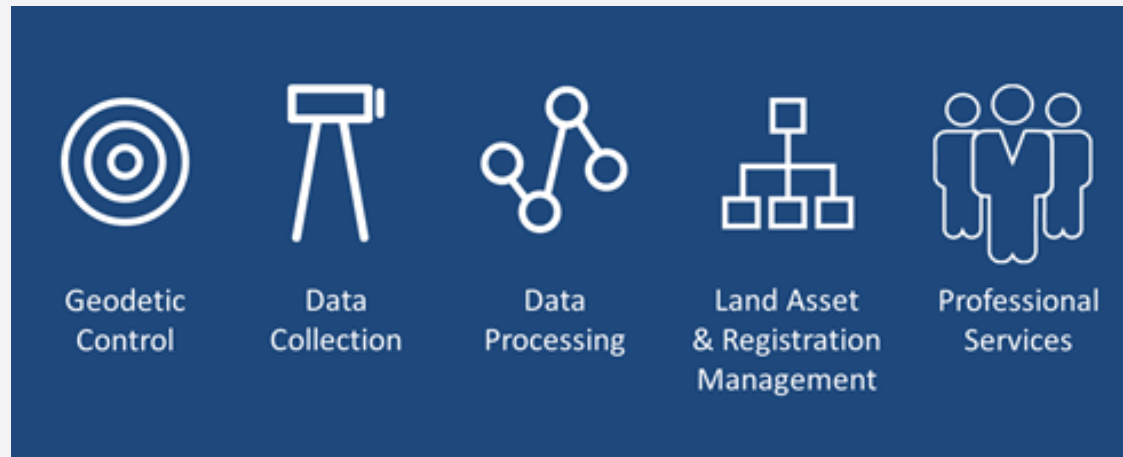 Geodetic
Control
Data
Collection
Data
Processing
Land Asset
& Registration
Management
Professional
Services